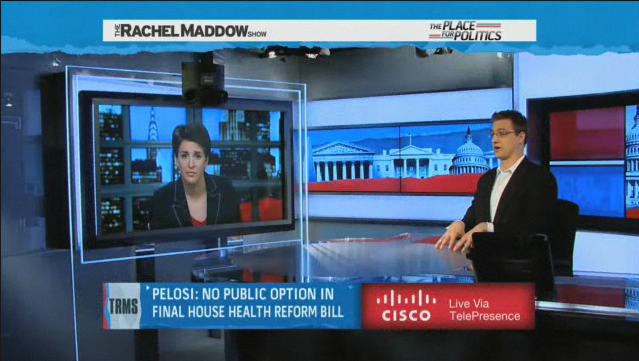 THE RACHEL MADDOW SHOW
THE PLACE
FOR POLITICS
TRMS
PELOSI: NO PUBLIC OPTION IN
FINAL HOUSE HEALTH REFORM BILL
CISCO
Live Via
TelePresence